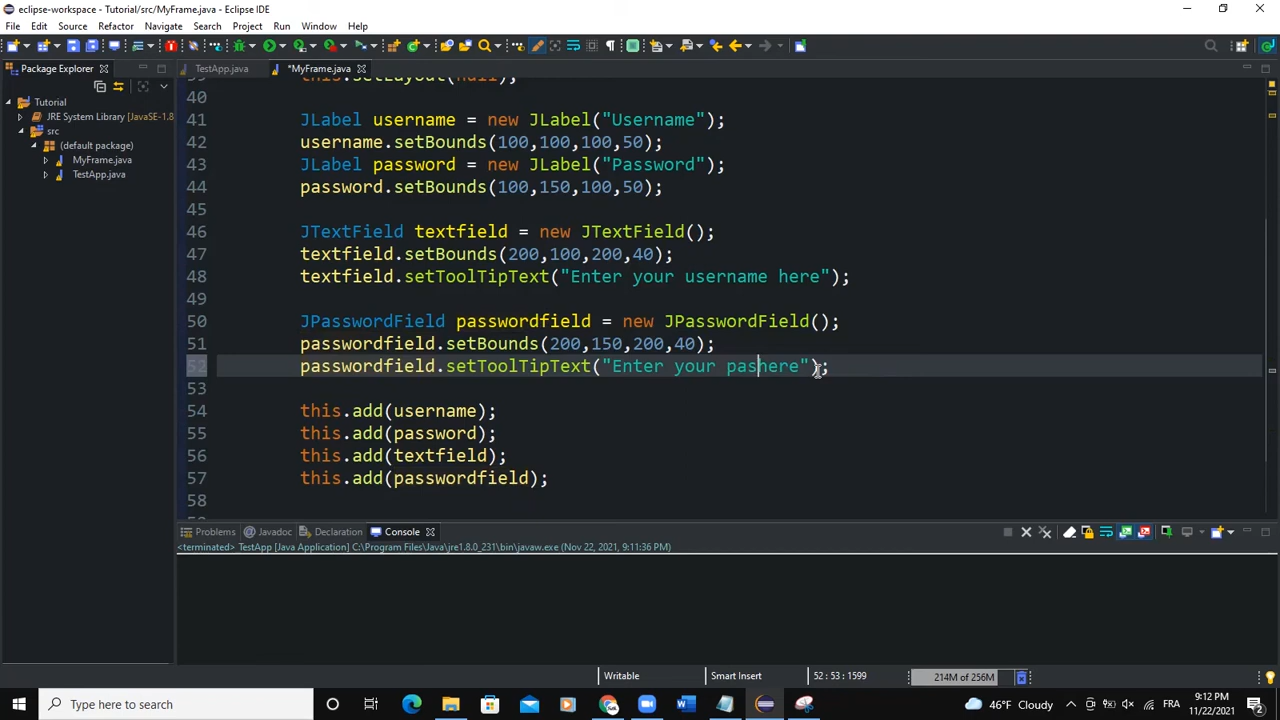 eclipse-workspace - Tutorial/src/MyFrame.java - Eclipse IDE
File Edit Source Refactor Navigate Search Project Run Window Help
Package Explorer TestApp.java *MyFrame.java
Tutorial
JRE System Library [JavaSE-1.8
src
(default package)
MyFrame.java
TestApp.java
39 this.setLayout(null);
40
41 JLabel username = new JLabel("Username");
42 username.setBounds(100,100,100,50);
43 JLabel password = new JLabel("Password");
44 password.setBounds(100,150,100,50);
45
46 JTextField textfield = new JTextField();
47 textfield.setBounds(200,100,200,40);
48 textfield.setToolTipText("Enter your username here");
49
50 JPasswordField passwordfield = new JPasswordField();
51 passwordfield.setBounds(200,150,200,40);
52 passwordfield.setToolTipText("Enter your pashere");
53
54 this.add(username);
55 this.add(password);
56 this.add(textfield);
57 this.add(passwordfield);
58
Problems Javadoc Declaration Console
<terminated> TestApp [Java Application] C:\Program Files\Java\jre1.8.0_231\bin\javaw.exe (Nov 22, 2021, 9:11:36 PM)
Writable Smart Insert 52 : 53 : 1599 214M of 256M
Type here to search 46°F Cloudy FR 9:12 PM
11/22/2021 2